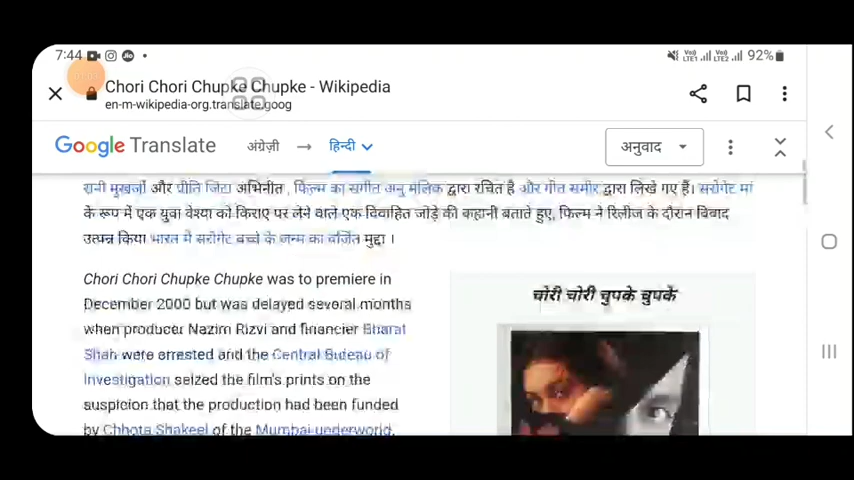 7:44
92%
01:03
Chori Chori Chupke Chupke - Wikipedia
en-m-wikipedia-org.translate.goog
Google Translate अंग्रेज़ी → हिन्दी अनुवाद
रानी मुखर्जी और प्रीति जिंटा अभिनीत , फिल्म का संगीत अनु मलिक द्वारा रचित है और गीत समीर द्वारा लिखे गए हैं। सरोगेट मां
के रूप में एक युवा वेश्या को किराए पर लेने वाले एक विवाहित जोड़े की कहानी बताते हुए, फिल्म ने रिलीज के दौरान विवाद
उत्पन्न किया भारत में सरोगेट बच्चे के जन्म का वर्जित मुद्दा ।
Chori Chori Chupke Chupke was to premiere in
December 2000 but was delayed several months
when producer Nazim Rizvi and financier Bharat
Shah were arrested and the Central Bureau of
Investigation seized the film's prints on the
suspicion that the production had been funded
by Chhota Shakeel of the Mumbai underworld.
चोरी चोरी चुपके चुपके